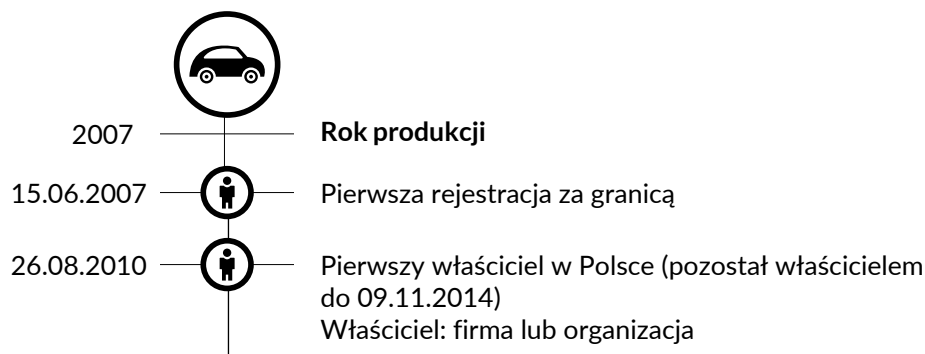 2007 Rok produkcji
15.06.2007 Pierwsza rejestracja za granicą
26.08.2010 Pierwszy właściciel w Polsce (pozostał właścicielem
do 09.11.2014)
Właściciel: firma lub organizacja